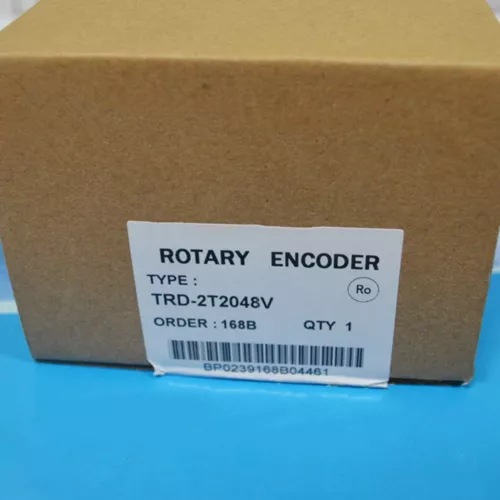 ROTARY ENCODER
TYPE :
Ro
TRD-2T2048V
ORDER : 168B QTY 1
BP0239168B04461